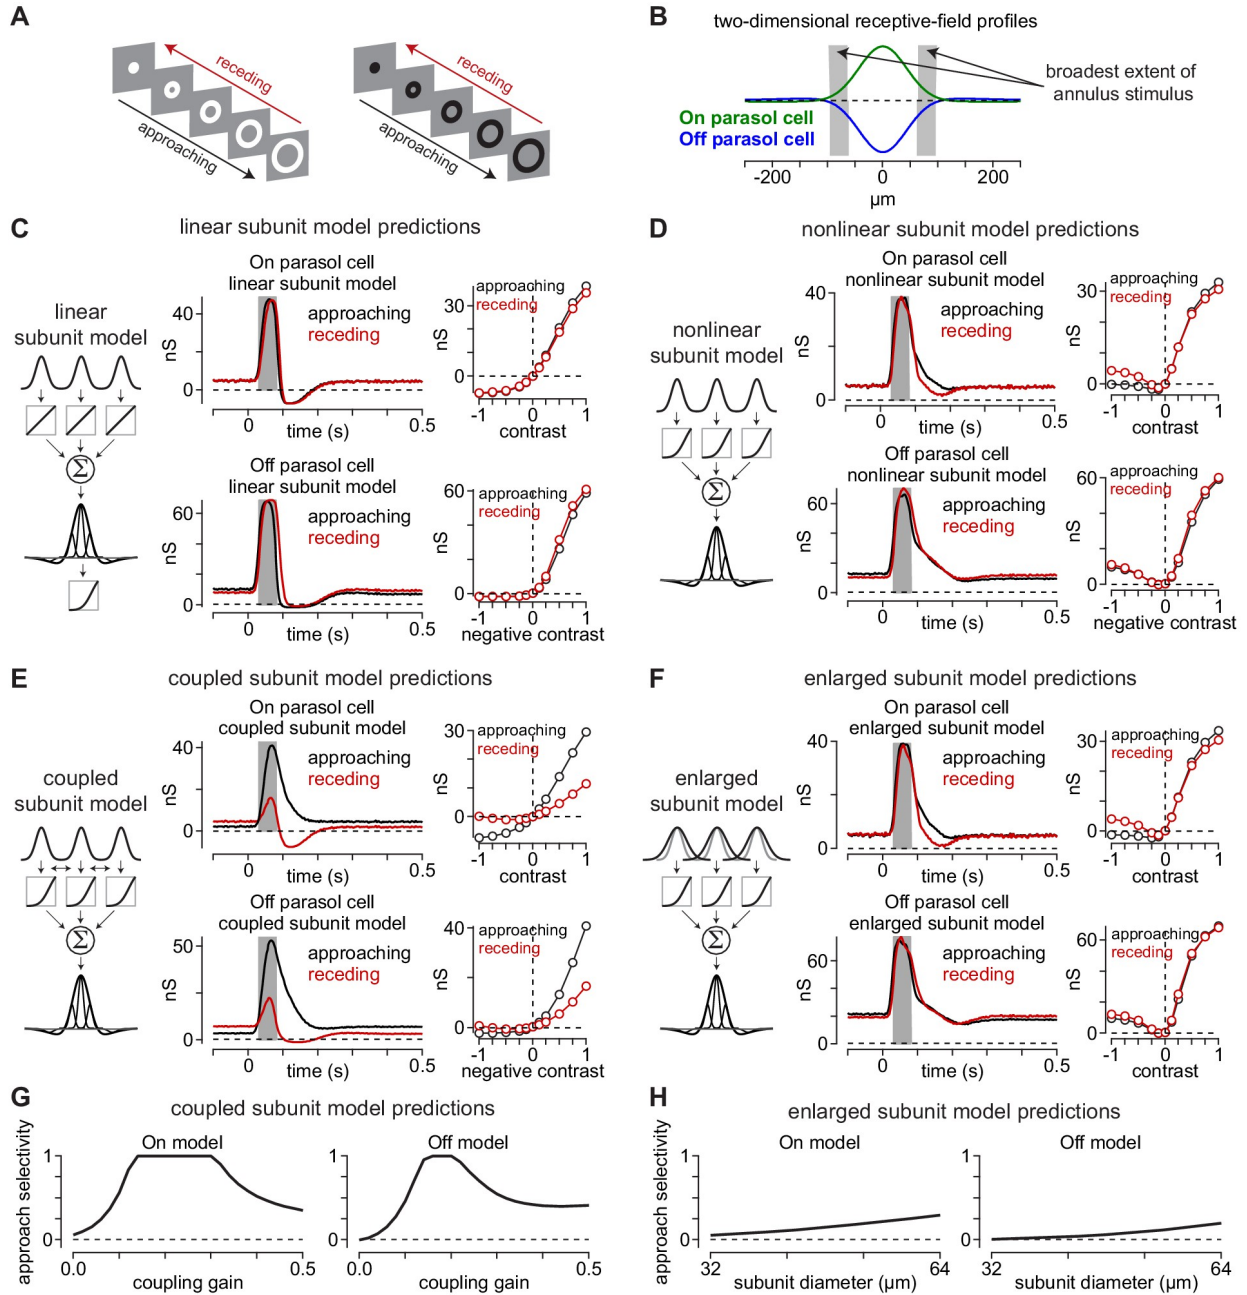 A
receding
approaching
receding
approaching
B
two-dimensional receptive-field profiles
broadest extent of
annulus stimulus
On parasol cell
Off parasol cell
-200
0
200
µm
C
linear subunit model predictions
linear
subunit model
Σ
On parasol cell
linear subunit model
40
0
nS
approaching
receding
0
0.5
time (s)
approaching
receding
30
0
nS
-1
0
1
contrast
Off parasol cell
linear subunit model
60
0
nS
approaching
receding
0
0.5
time (s)
60
approaching
receding
0
nS
-1
0
1
negative contrast
D
nonlinear subunit model predictions
nonlinear
subunit model
Σ
On parasol cell
nonlinear subunit model
40
0
nS
approaching
receding
0
0.5
time (s)
approaching
receding
30
0
nS
-1
0
1
contrast
Off parasol cell
nonlinear subunit model
60
0
nS
approaching
receding
0
0.5
time (s)
approaching
60
receding
0
nS
-1
0
1
negative contrast
E
coupled subunit model predictions
coupled
subunit model
Σ
On parasol cell
coupled subunit model
40
0
nS
approaching
receding
0
0.5
time (s)
30
approaching
receding
0
nS
-1
0
1
contrast
Off parasol cell
coupled subunit model
50
0
nS
approaching
receding
0
0.5
time (s)
40
approaching
receding
0
nS
-1
0
1
negative contrast
F
enlarged subunit model predictions
enlarged
subunit model
Σ
On parasol cell
enlarged subunit model
40
0
nS
approaching
receding
0
0.5
time (s)
approaching
30
receding
0
nS
-1
0
1
contrast
Off parasol cell
enlarged subunit model
60
0
nS
approaching
receding
0
0.5
time (s)
approaching
60
receding
0
nS
-1
0
1
contrast
G
coupled subunit model predictions
approach selectivity
On model
1
0
0.0
0.5
coupling gain
Off model
1
0
0.0
0.5
coupling gain
H
enlarged subunit model predictions
approach selectivity
On model
1
0
32
64
subunit diameter (µm)
Off model
1
0
32
64
subunit diameter (µm)